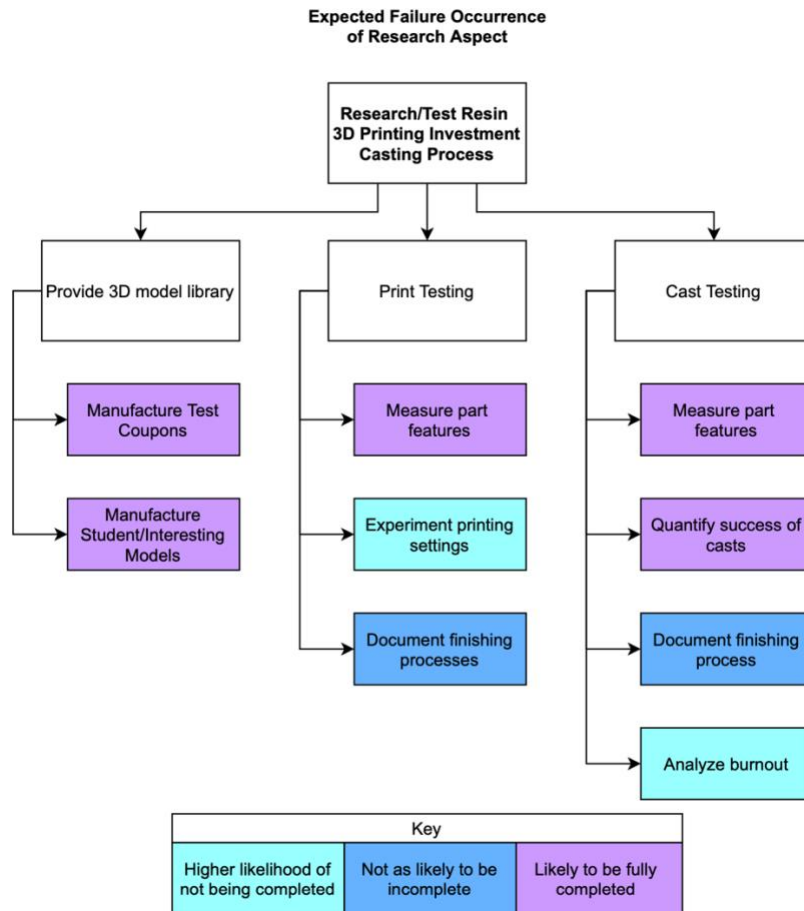 Expected Failure Occurrence
of Research Aspect
Research/Test Resin
3D Printing Investment
Casting Process
Provide 3D model library
Print Testing
Cast Testing
Manufacture Test
Coupons
Measure part
features
Measure part
features
Manufacture
Student/Interesting
Models
Experiment printing
settings
Quantify success of
casts
Document finishing
processes
Document finishing
process
Analyze burnout
Key
Higher likelihood of
not being completed
Not as likely to be
incomplete
Likely to be fully
completed